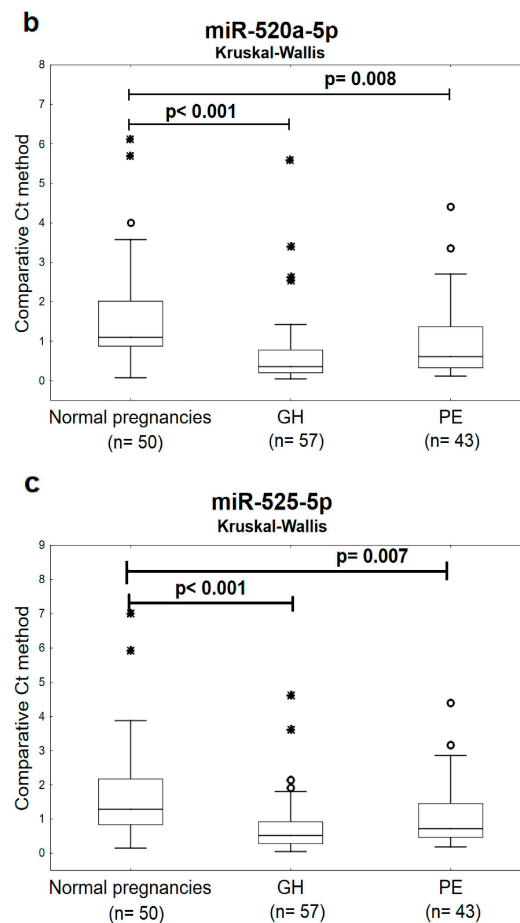 b
miR-520a-5p
Kruskal-Wallis
8
p= 0.008
7
p< 0.001
6
5
4
3
2
1
0
Comparative Ct method
Normal pregnancies GH PE
(n= 50) (n= 57) (n= 43)
c
miR-525-5p
Kruskal-Wallis
9
p= 0.007
8
p< 0.001
7
6
5
4
3
2
1
0
Comparative Ct method
Normal pregnancies GH PE
(n= 50) (n= 57) (n= 43)